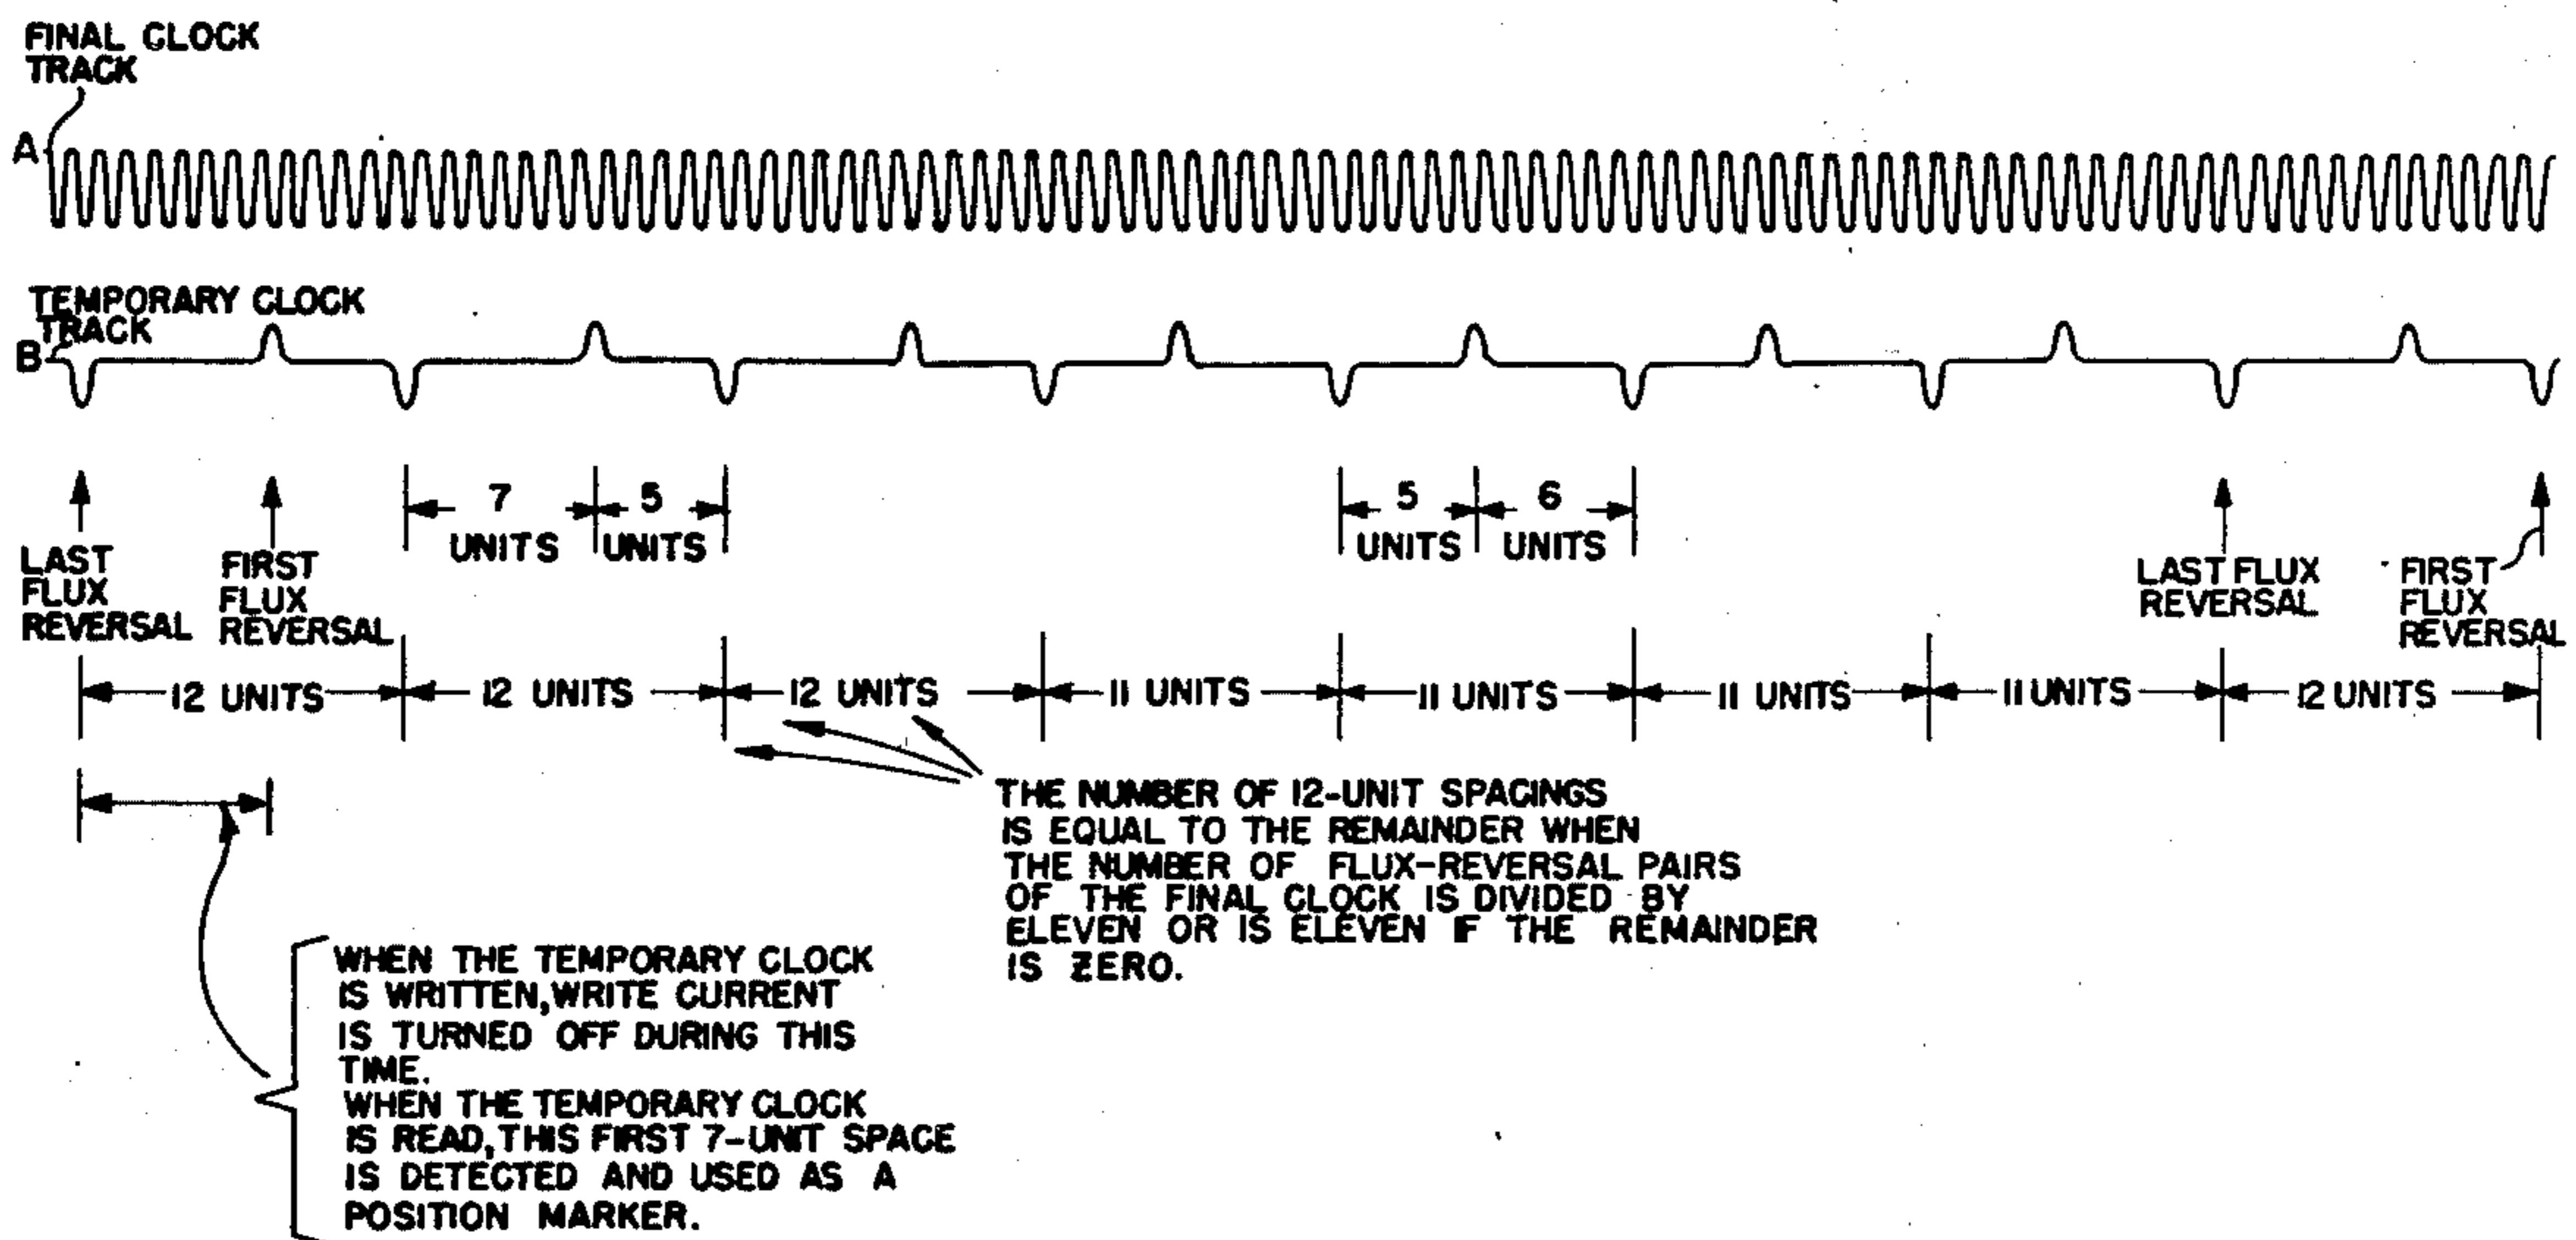 FINAL CLOCK
TRACK
A
TEMPORARY CLOCK
TRACK
B
7
UNITS
5
UNITS
5
UNITS
6
UNITS
LAST
FLUX
REVERSAL
FIRST
FLUX
REVERSAL
LAST FLUX
REVERSAL
FIRST
FLUX
REVERSAL
12 UNITS
12 UNITS
12 UNITS
11 UNITS
11 UNITS
11 UNITS
11 UNITS
12 UNITS
THE NUMBER OF 12-UNIT SPACINGS
IS EQUAL TO THE REMAINDER WHEN
THE NUMBER OF FLUX-REVERSAL PAIRS
OF THE FINAL CLOCK IS DIVIDED BY
ELEVEN OR IS ELEVEN IF THE REMAINDER
IS ZERO.
WHEN THE TEMPORARY CLOCK
IS WRITTEN, WRITE CURRENT
IS TURNED OFF DURING THIS
TIME.
WHEN THE TEMPORARY CLOCK
IS READ, THIS FIRST 7-UNIT SPACE
IS DETECTED AND USED AS A
POSITION MARKER.